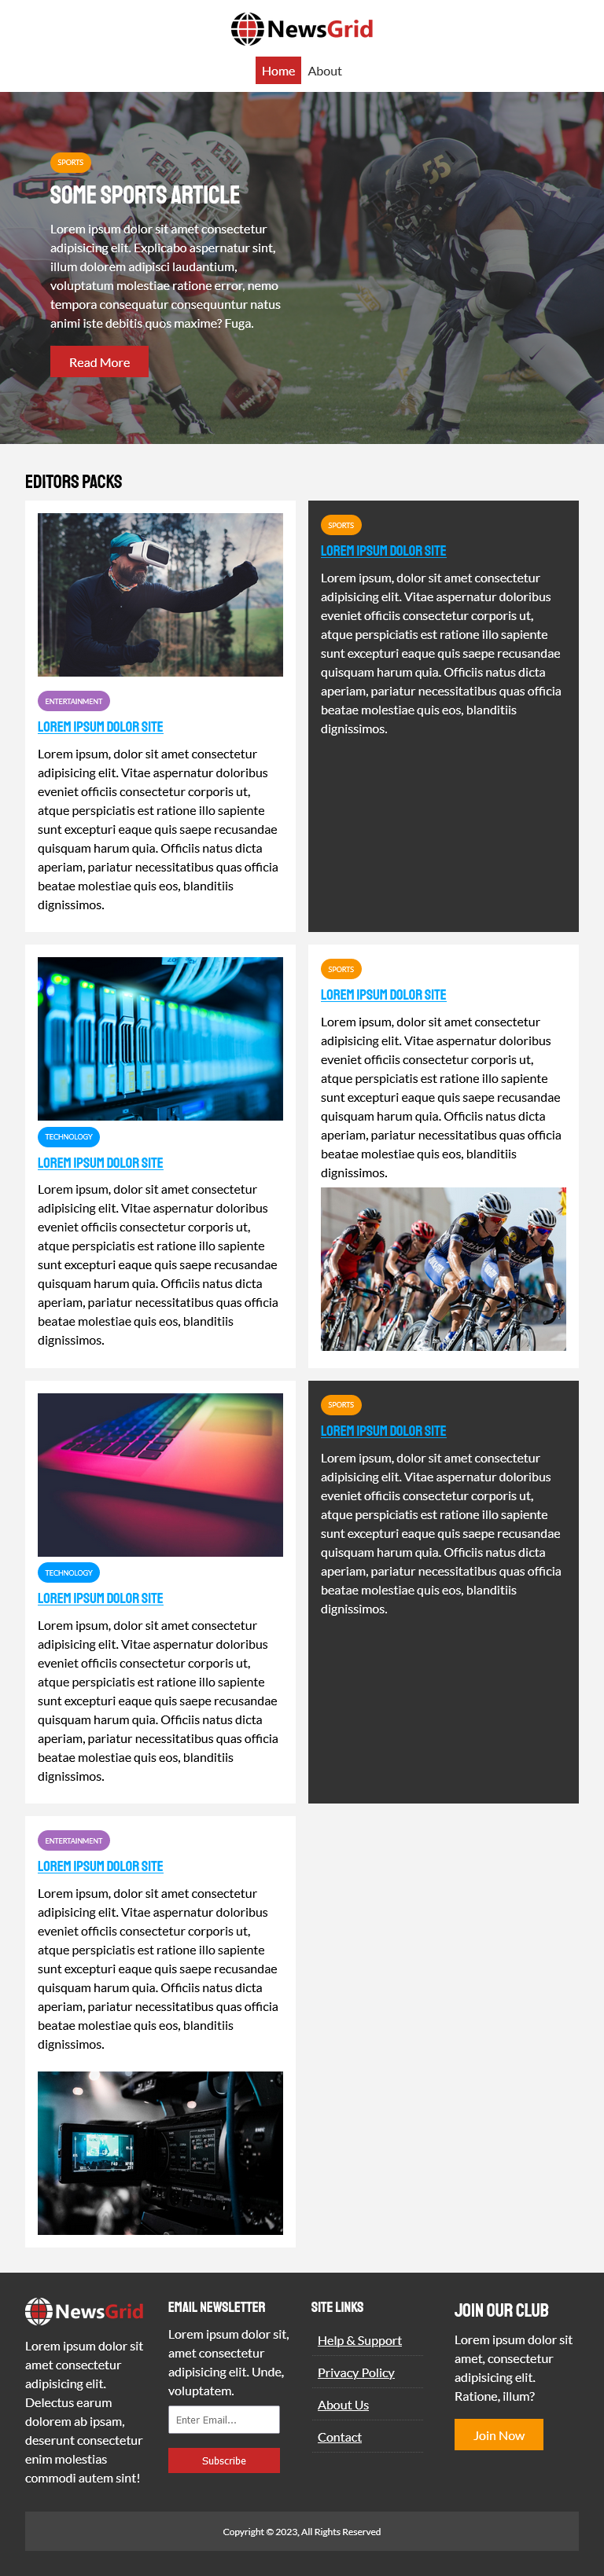 NewsGrid
Home About
SPORTS
SOME SPORTS ARTICLE
Lorem ipsum dolor sit amet consectetur
adipisicing elit. Explicabo aspernatur sint,
illum dolorem adipisci laudantium,
voluptatum molestiae ratione error, nemo
tempora consequatur consequuntur natus
animi iste debitis quos maxime? Fuga.
Read More
EDITORS PACKS
ENTERTAINMENT
LOREM IPSUM DOLOR SITE
Lorem ipsum, dolor sit amet consectetur
adipisicing elit. Vitae aspernatur doloribus
eveniet officiis consectetur corporis ut,
atque perspiciatis est ratione illo sapiente
sunt excepturi eaque quis saepe recusandae
quisquam harum quia. Officiis natus dicta
aperiam, pariatur necessitatibus quas officia
beatae molestiae quis eos, blanditiis
dignissimos.
SPORTS
LOREM IPSUM DOLOR SITE
Lorem ipsum, dolor sit amet consectetur
adipisicing elit. Vitae aspernatur doloribus
eveniet officiis consectetur corporis ut,
atque perspiciatis est ratione illo sapiente
sunt excepturi eaque quis saepe recusandae
quisquam harum quia. Officiis natus dicta
aperiam, pariatur necessitatibus quas officia
beatae molestiae quis eos, blanditiis
dignissimos.
TECHNOLOGY
LOREM IPSUM DOLOR SITE
Lorem ipsum, dolor sit amet consectetur
adipisicing elit. Vitae aspernatur doloribus
eveniet officiis consectetur corporis ut,
atque perspiciatis est ratione illo sapiente
sunt excepturi eaque quis saepe recusandae
quisquam harum quia. Officiis natus dicta
aperiam, pariatur necessitatibus quas officia
beatae molestiae quis eos, blanditiis
dignissimos.
SPORTS
LOREM IPSUM DOLOR SITE
Lorem ipsum, dolor sit amet consectetur
adipisicing elit. Vitae aspernatur doloribus
eveniet officiis consectetur corporis ut,
atque perspiciatis est ratione illo sapiente
sunt excepturi eaque quis saepe recusandae
quisquam harum quia. Officiis natus dicta
aperiam, pariatur necessitatibus quas officia
beatae molestiae quis eos, blanditiis
dignissimos.
TECHNOLOGY
LOREM IPSUM DOLOR SITE
Lorem ipsum, dolor sit amet consectetur
adipisicing elit. Vitae aspernatur doloribus
eveniet officiis consectetur corporis ut,
atque perspiciatis est ratione illo sapiente
sunt excepturi eaque quis saepe recusandae
quisquam harum quia. Officiis natus dicta
aperiam, pariatur necessitatibus quas officia
beatae molestiae quis eos, blanditiis
dignissimos.
SPORTS
LOREM IPSUM DOLOR SITE
Lorem ipsum, dolor sit amet consectetur
adipisicing elit. Vitae aspernatur doloribus
eveniet officiis consectetur corporis ut,
atque perspiciatis est ratione illo sapiente
sunt excepturi eaque quis saepe recusandae
quisquam harum quia. Officiis natus dicta
aperiam, pariatur necessitatibus quas officia
beatae molestiae quis eos, blanditiis
dignissimos.
ENTERTAINMENT
LOREM IPSUM DOLOR SITE
Lorem ipsum, dolor sit amet consectetur
adipisicing elit. Vitae aspernatur doloribus
eveniet officiis consectetur corporis ut,
atque perspiciatis est ratione illo sapiente
sunt excepturi eaque quis saepe recusandae
quisquam harum quia. Officiis natus dicta
aperiam, pariatur necessitatibus quas officia
beatae molestiae quis eos, blanditiis
dignissimos.
NewsGrid
Lorem ipsum dolor sit
amet consectetur
adipisicing elit.
Delectus earum
dolorem ab ipsam,
deserunt consectetur
enim molestias
commodi autem sint!
EMAIL NEWSLETTER
Lorem ipsum dolor sit,
amet consectetur
adipisicing elit. Unde,
voluptatem.
Enter Email...
Subscribe
SITE LINKS
Help & Support
Privacy Policy
About Us
Contact
JOIN OUR CLUB
Lorem ipsum dolor sit
amet, consectetur
adipisicing elit.
Ratione, illum?
Join Now
Copyright © 2023, All Rights Reserved